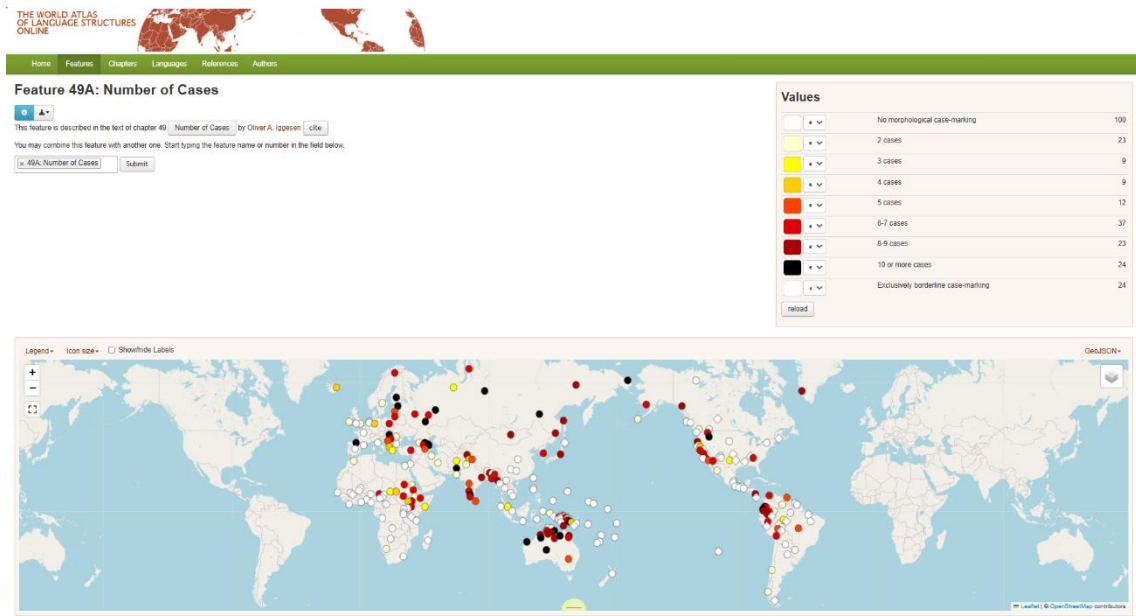 THE WORLD ATLAS
OF LANGUAGE STRUCTURES
ONLINE
Home Features Chapters Languages References Authors
Feature 49A: Number of Cases
This feature is described in the text of chapter 49 Number of Cases by Oliver A. Iggesen cite
You may combine this feature with another one. Start typing the feature name or number in the field below.
× 49A: Number of Cases Submit
Values
No morphological case-marking 100
2 cases 23
3 cases 9
4 cases 9
5 cases 12
6-7 cases 37
8-9 cases 23
10 or more cases 24
Exclusively borderline case-marking 24
reload
Legend Icon size Show/hide Labels GeoJSON
+
−
Leaflet | © OpenStreetMap contributors